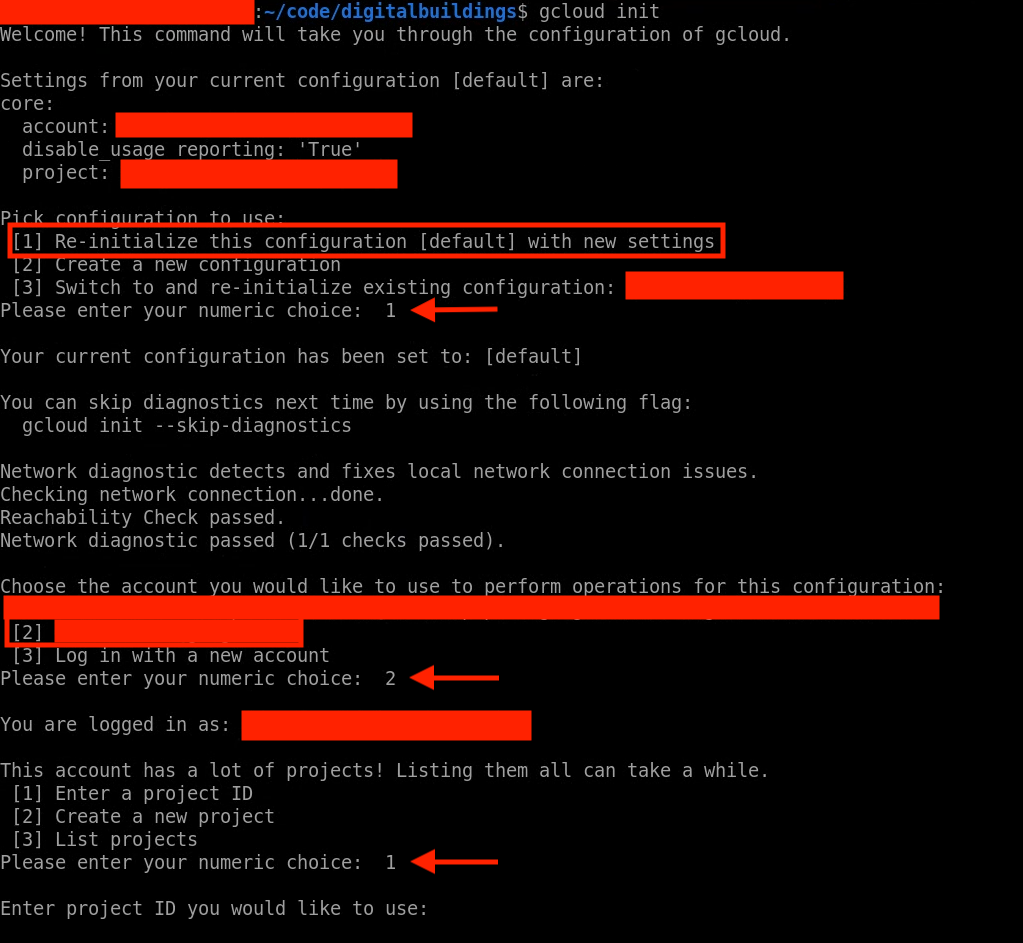 :~/code/digitalbuildings$ gcloud init
Welcome! This command will take you through the configuration of gcloud.
Settings from your current configuration [default] are:
core:
account:
disable_usage reporting: 'True'
project:
Pick configuration to use:
[1] Re-initialize this configuration [default] with new settings
[2] Create a new configuration
[3] Switch to and re-initialize existing configuration:
Please enter your numeric choice: 1
Your current configuration has been set to: [default]
You can skip diagnostics next time by using the following flag:
gcloud init --skip-diagnostics
Network diagnostic detects and fixes local network connection issues.
Checking network connection...done.
Reachability Check passed.
Network diagnostic passed (1/1 checks passed).
Choose the account you would like to use to perform operations for this configuration:
[2]
[3] Log in with a new account
Please enter your numeric choice: 2
You are logged in as:
This account has a lot of projects! Listing them all can take a while.
[1] Enter a project ID
[2] Create a new project
[3] List projects
Please enter your numeric choice: 1
Enter project ID you would like to use: